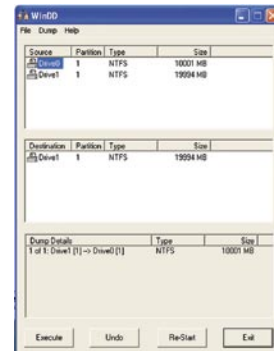 WinDD
File Dump Help
Source Partition Type Size
Drive0 1 NTFS 10001 MB
Drive1 1 NTFS 19994 MB
Destination Partition Type Size
Drive1 1 NTFS 19994 MB
Dump Details Type Size
1 of 1: Drive1 [1] -> Drive0 [1] NTFS 10001 MB
Execute Undo Re-Start Exit